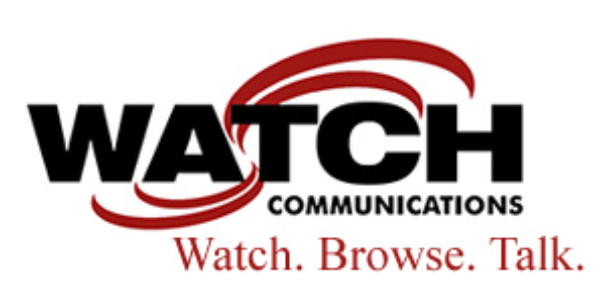 WATCH
COMMUNICATIONS
Watch. Browse. Talk.